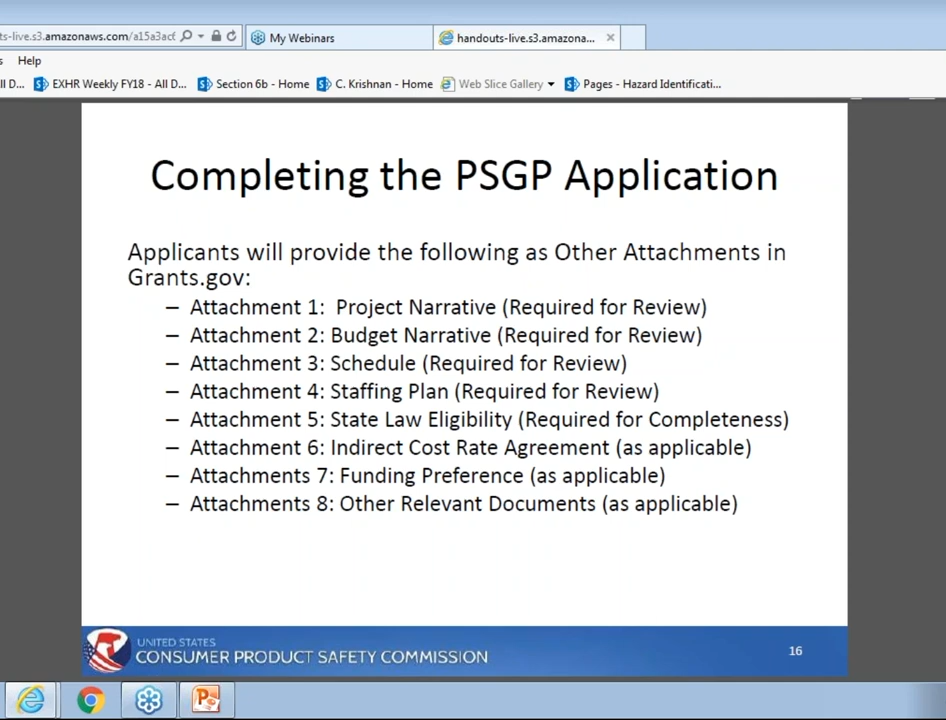 ts-live.s3.amazonaws.com/a15a3acf
My Webinars
handouts-live.s3.amazona...
s Help
ll D... EXHR Weekly FY18 - All D... Section 6b - Home C. Krishnan - Home Web Slice Gallery Pages - Hazard Identificati...
Completing the PSGP Application
Applicants will provide the following as Other Attachments in
Grants.gov:
– Attachment 1:  Project Narrative (Required for Review)
– Attachment 2: Budget Narrative (Required for Review)
– Attachment 3: Schedule (Required for Review)
– Attachment 4: Staffing Plan (Required for Review)
– Attachment 5: State Law Eligibility (Required for Completeness)
– Attachment 6: Indirect Cost Rate Agreement (as applicable)
– Attachments 7: Funding Preference (as applicable)
– Attachments 8: Other Relevant Documents (as applicable)
UNITED STATES
CONSUMER PRODUCT SAFETY COMMISSION
16